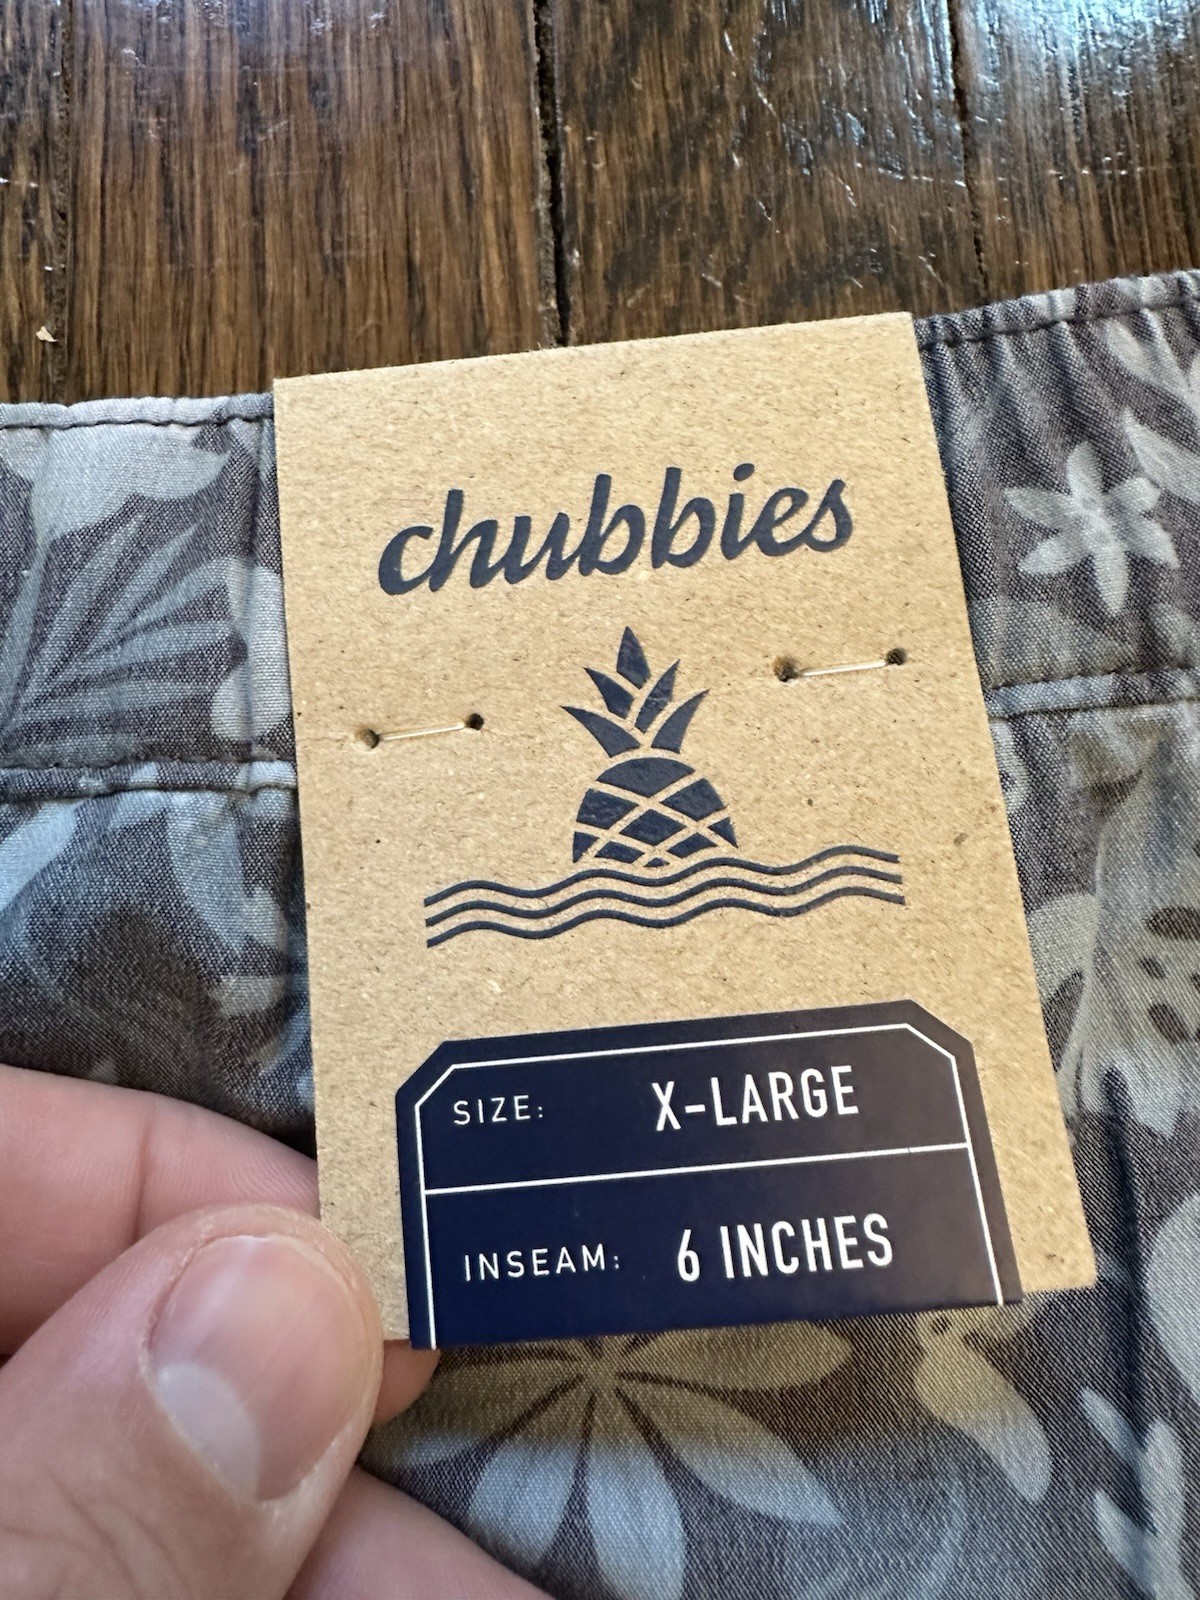 chubbies
SIZE: X-LARGE
INSEAM: 6 INCHES